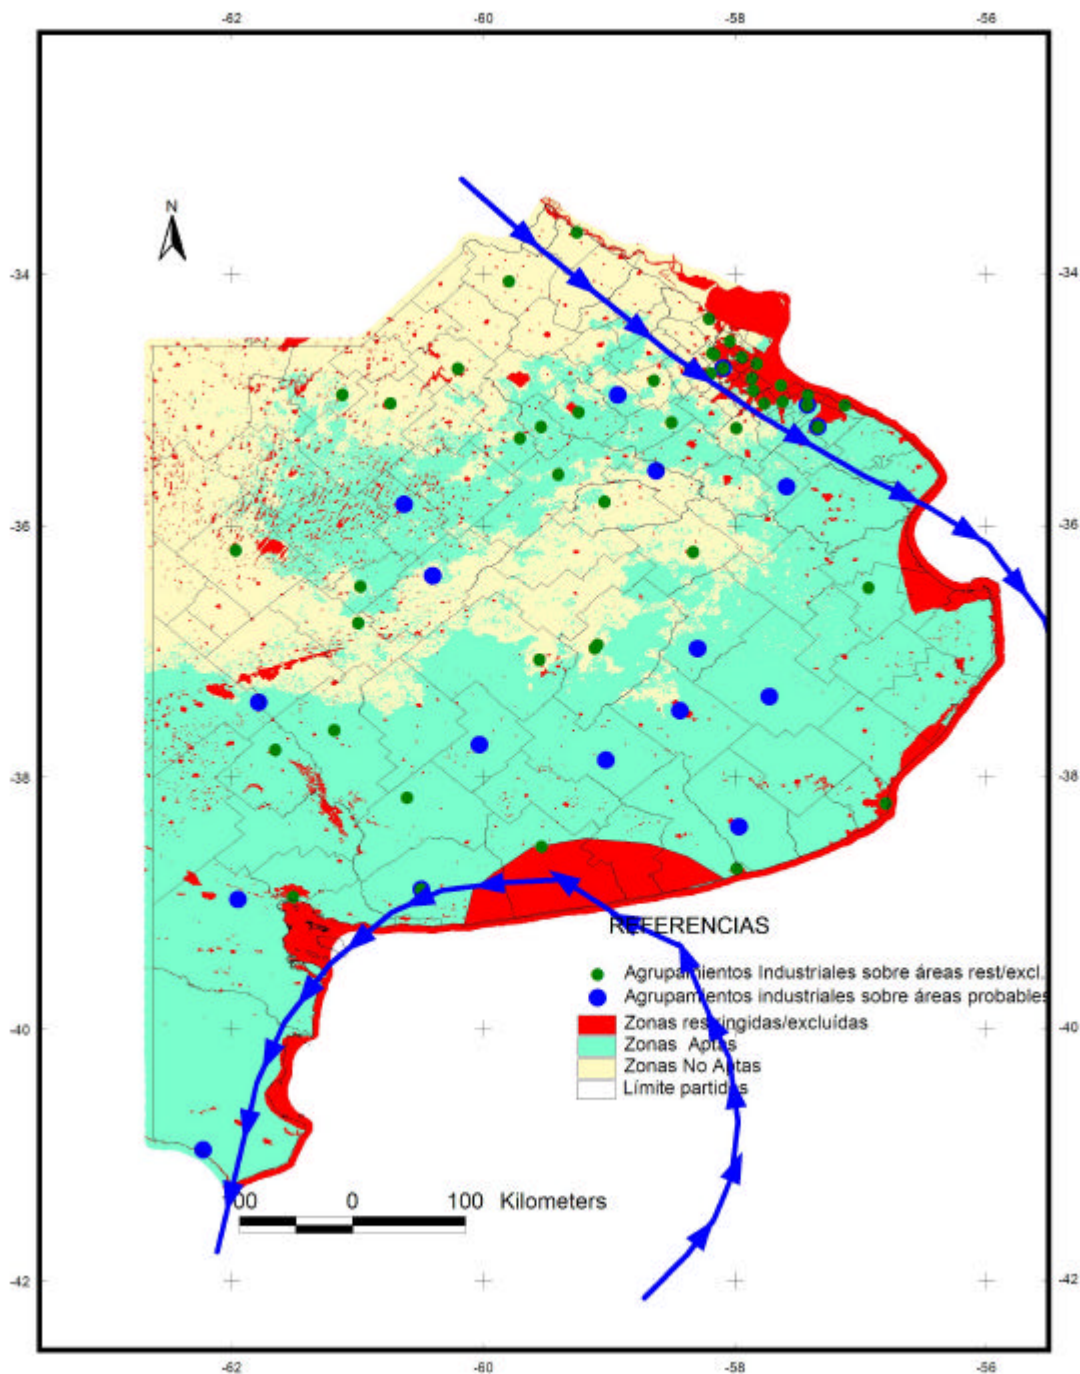 -62 -60 -58 -56
N
-34 -34
-36 -36
-38 -38
-40 -40
-42 -42
REFERENCIAS
Agrupamientos Industriales sobre áreas rest/excl.
Agrupamientos industriales sobre áreas probables
Zonas restringidas/excluídas
Zonas Aptas
Zonas No Aptas
Límite partidos
00 0 100 Kilometers
-62 -60 -58 -56